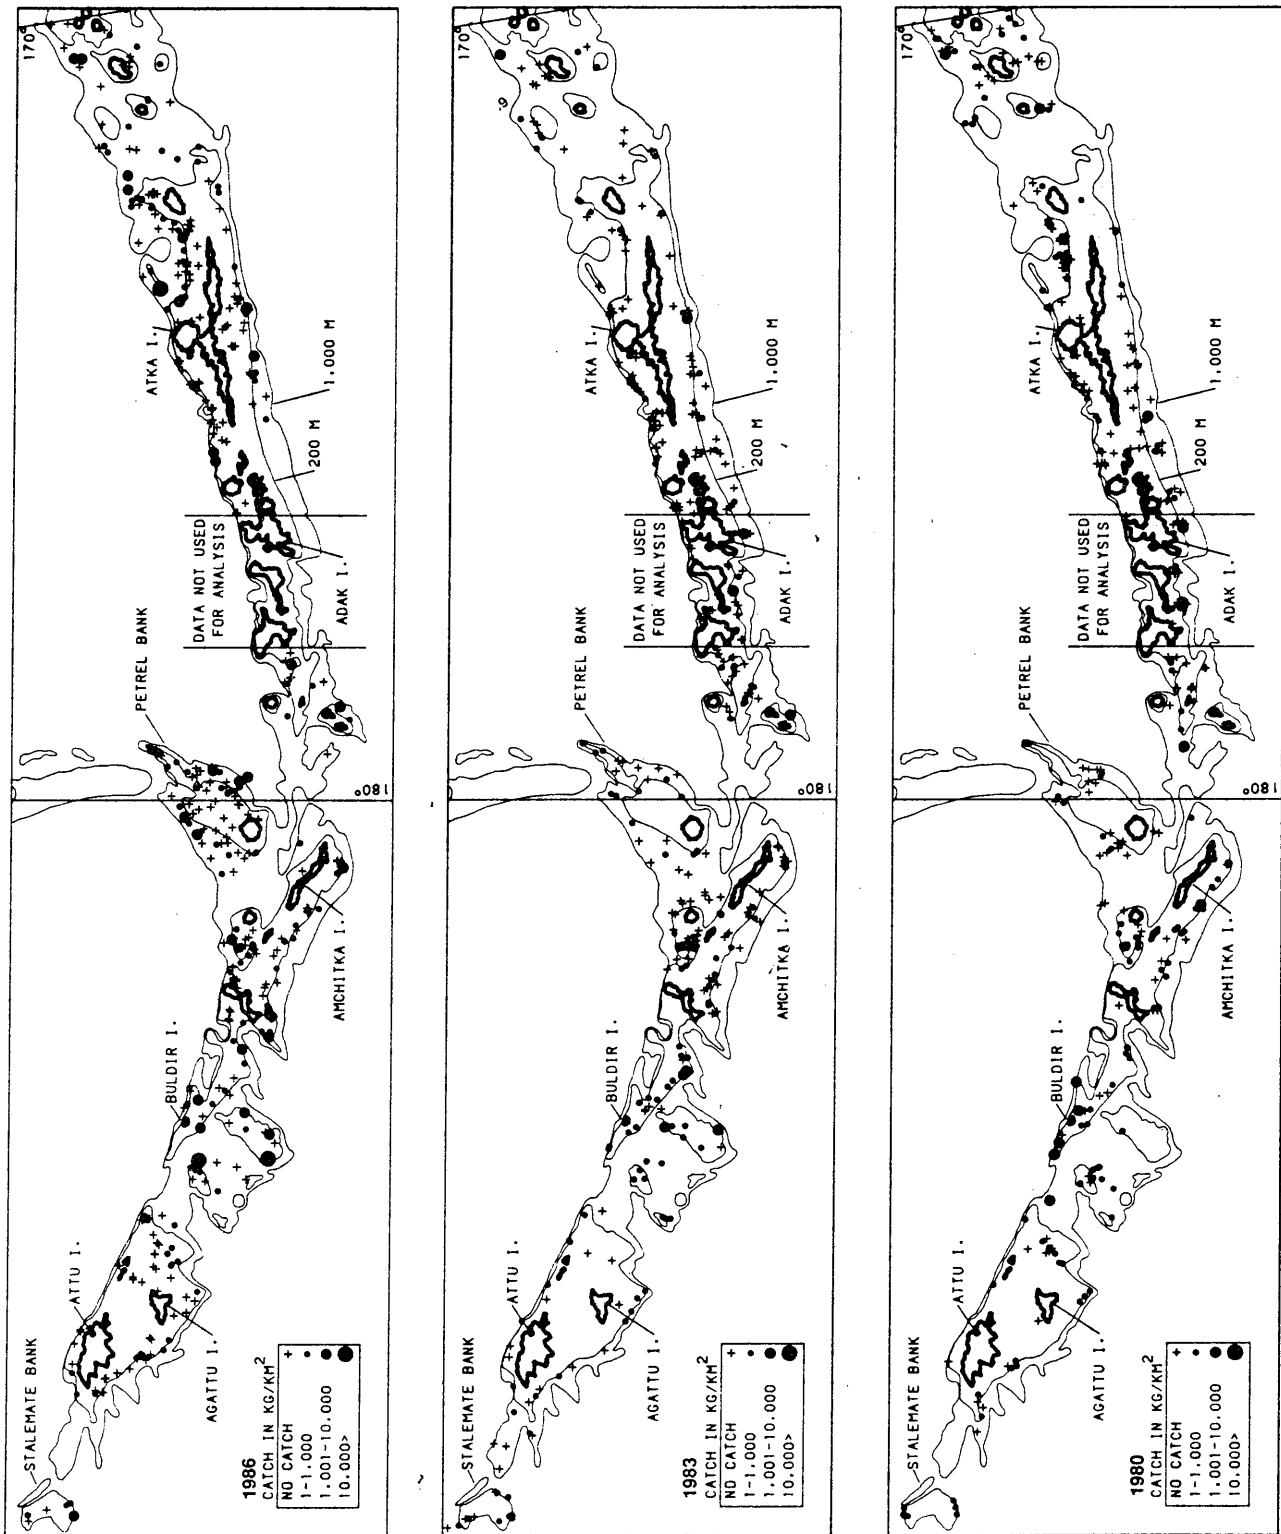 STALEMATE BANK
ATTU I.
AGATTU I.
BULDIR I.
AMCHITKA I.
PETREL BANK
180°
DATA NOT USED
FOR ANALYSIS
ADAK I.
ATKA I.
200 M
1.000 M
170°
1986
CATCH IN KG/KM²
NO CATCH +
1-1.000
1.001-10.000
10.000>
STALEMATE BANK
ATTU I.
AGATTU I.
BULDIR I.
AMCHITKA I.
PETREL BANK
180°
DATA NOT USED
FOR ANALYSIS
ADAK I.
ATKA I.
200 M
1.000 M
170°
1983
CATCH IN KG/KM²
NO CATCH +
1-1.000
1.001-10.000
10.000>
STALEMATE BANK
ATTU I.
AGATTU I.
BULDIR I.
AMCHITKA I.
PETREL BANK
180°
DATA NOT USED
FOR ANALYSIS
ADAK I.
ATKA I.
200 M
1.000 M
170°
1980
CATCH IN KG/KM²
NO CATCH +
1-1.000
1.001-10.000
10.000>